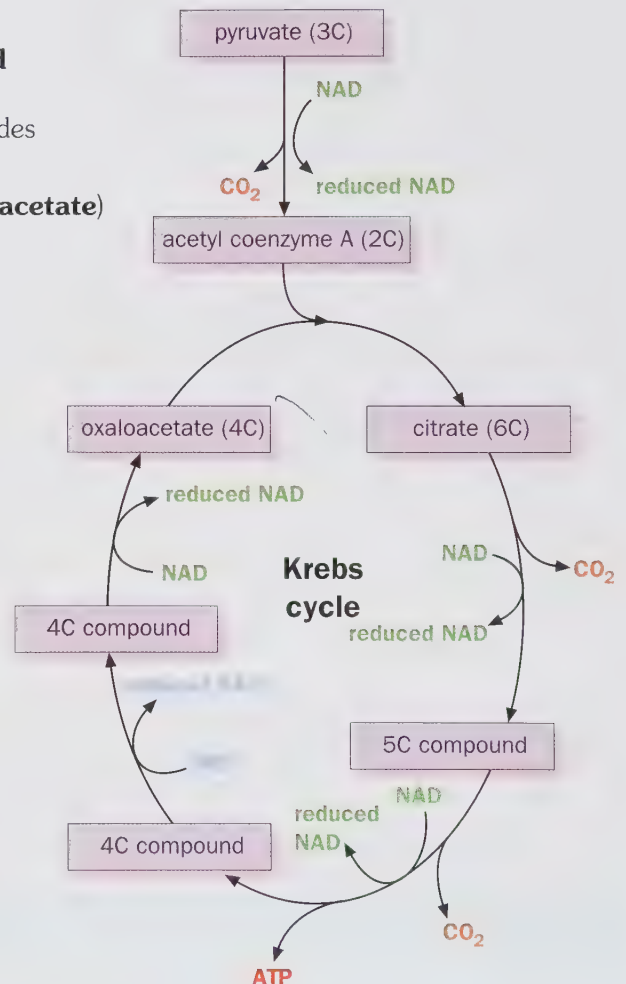 pyruvate (3C)
d
NAD
des
CO₂
reduced NAD
acetate)
acetyl coenzyme A (2C)
oxaloacetate (4C)
citrate (6C)
reduced NAD
NAD
Krebs
cycle
NAD
CO₂
reduced NAD
4C compound
5C compound
NAD
reduced
NAD
4C compound
CO₂
ATP